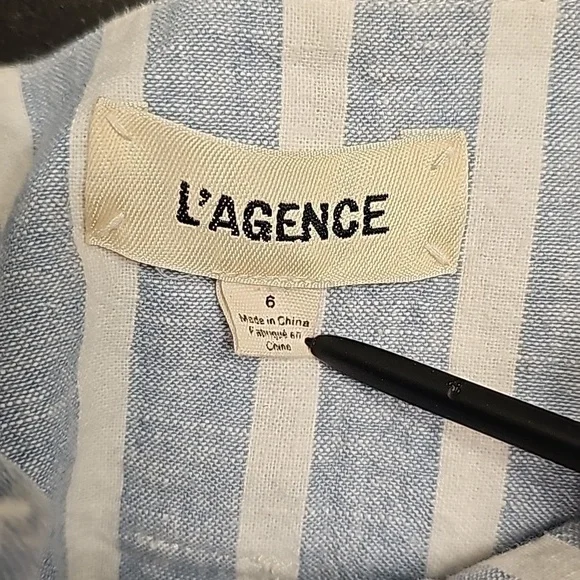 L'AGENCE
6
Made in China
Fabriqué en
Chine